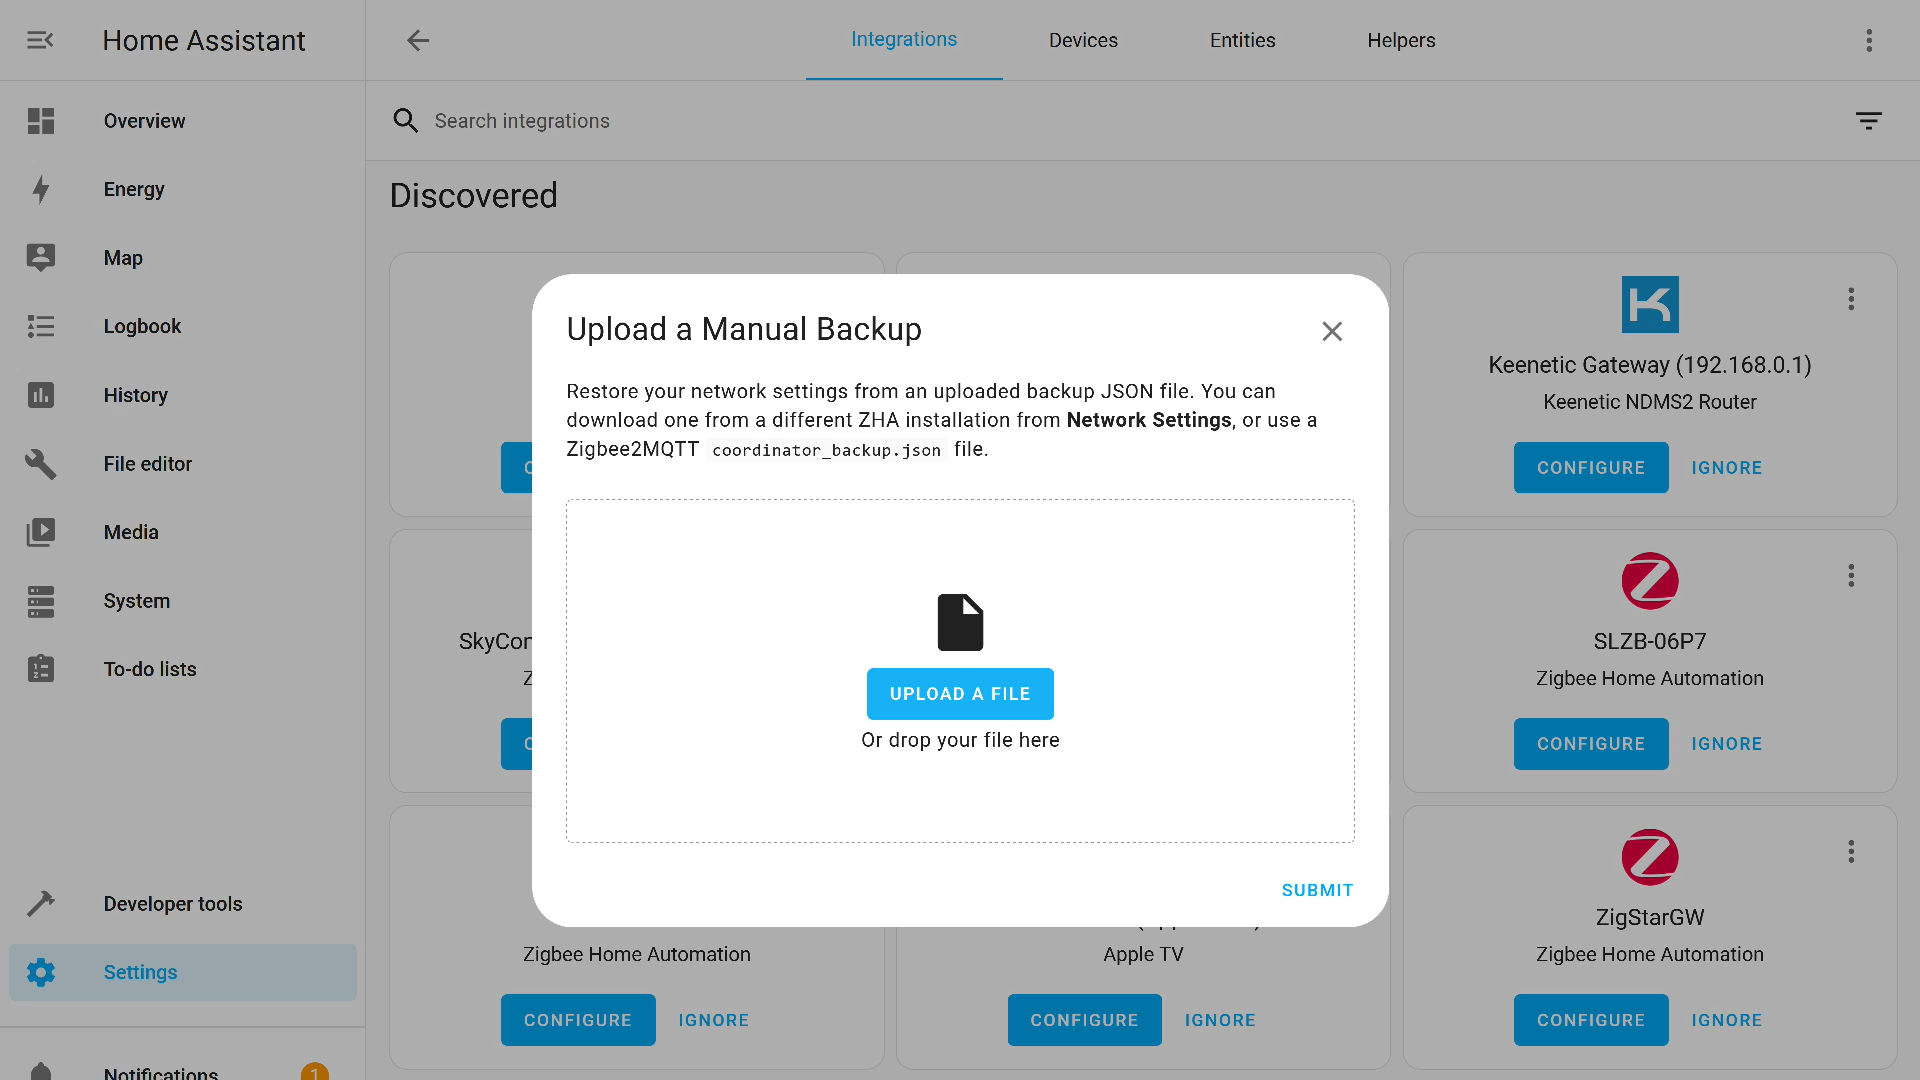 Home Assistant
Integrations
Devices
Entities
Helpers
Overview
Energy
Map
Logbook
History
File editor
Media
System
To-do lists
Developer tools
Settings
Notifications
1
Search integrations
Discovered
Upload a Manual Backup
Restore your network settings from an uploaded backup JSON file. You can
download one from a different ZHA installation from Network Settings, or use a
Zigbee2MQTT coordinator_backup.json file.
UPLOAD A FILE
Or drop your file here
SUBMIT
Keenetic Gateway (192.168.0.1)
Keenetic NDMS2 Router
CONFIGURE
IGNORE
SLZB-06P7
Zigbee Home Automation
CONFIGURE
IGNORE
Zigbee Home Automation
CONFIGURE
IGNORE
Apple TV
CONFIGURE
IGNORE
ZigStarGW
Zigbee Home Automation
CONFIGURE
IGNORE